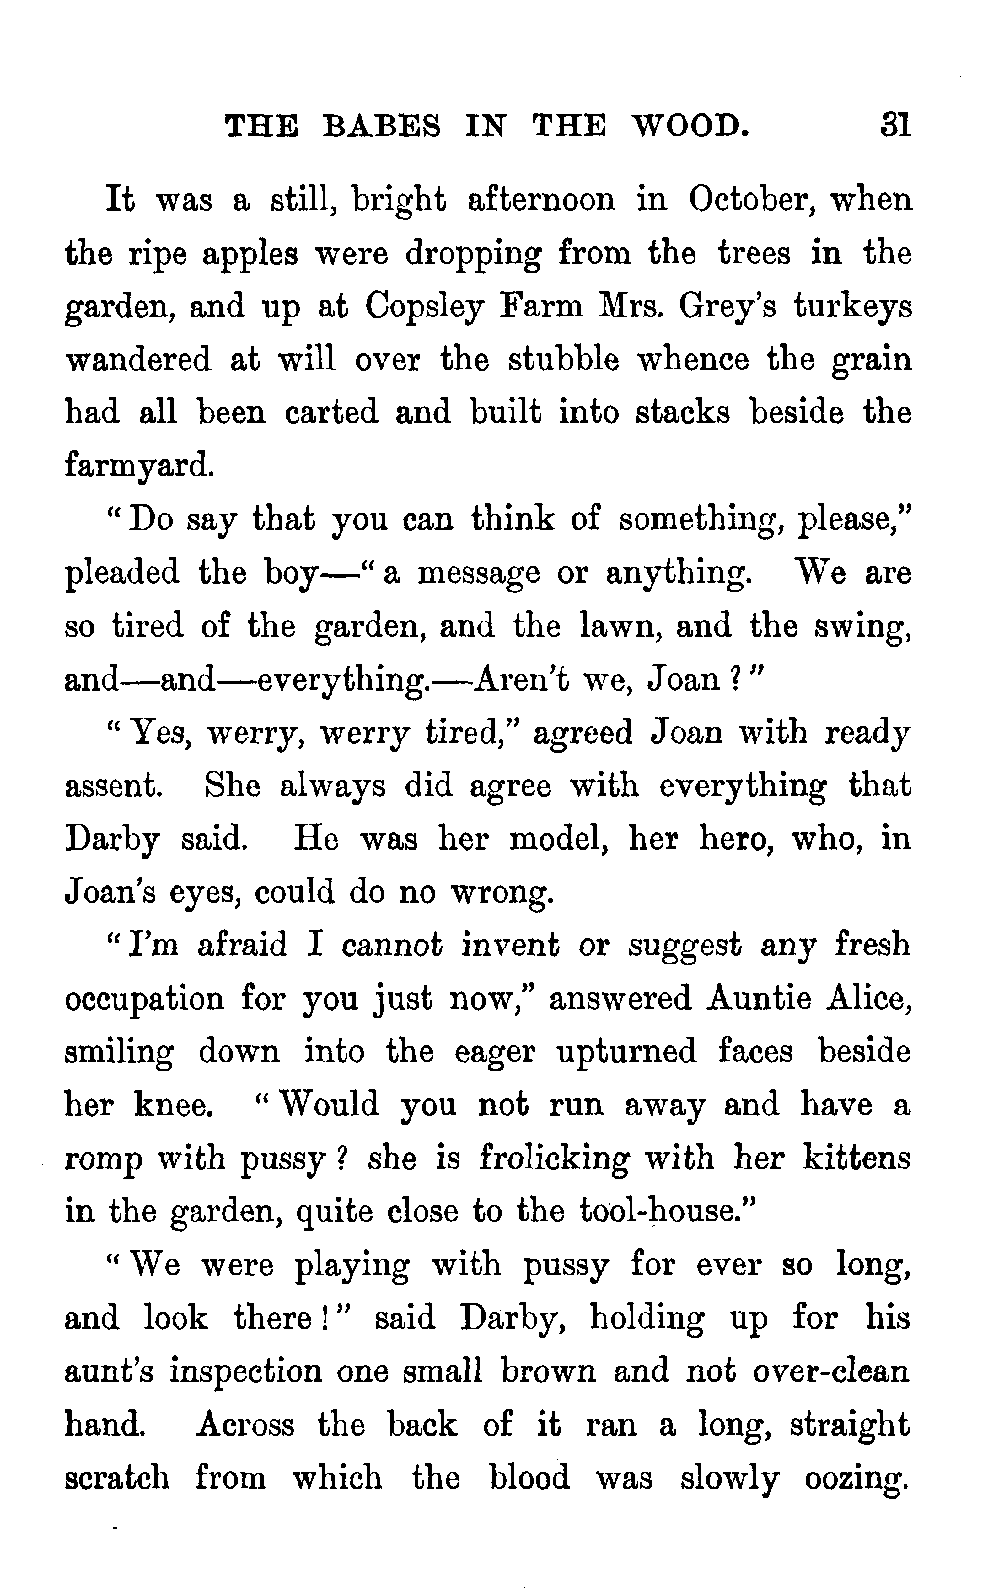 THE BABES IN THE WOOD. 31
It was a still, bright afternoon in October, when
the ripe apples were dropping from the trees in the
garden, and up at Copsley Farm Mrs. Grey's turkeys
wandered at will over the stubble whence the grain
had all been carted and built into stacks beside the
farmyard.
"Do say that you can think of something, please,"
pleaded the boy—"a message or anything. We are
so tired of the garden, and the lawn, and the swing,
and—and—everything.—Aren't we, Joan?"
"Yes, werry, werry tired," agreed Joan with ready
assent. She always did agree with everything that
Darby said. He was her model, her hero, who, in
Joan's eyes, could do no wrong.
"I'm afraid I cannot invent or suggest any fresh
occupation for you just now," answered Auntie Alice,
smiling down into the eager upturned faces beside
her knee. "Would you not run away and have a
romp with pussy? she is frolicking with her kittens
in the garden, quite close to the tool-house."
"We were playing with pussy for ever so long,
and look there!" said Darby, holding up for his
aunt's inspection one small brown and not over-clean
hand. Across the back of it ran a long, straight
scratch from which the blood was slowly oozing.